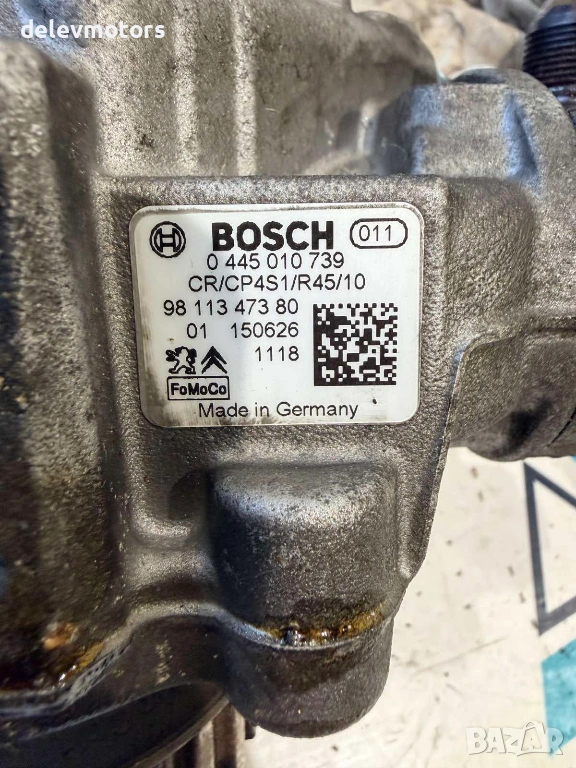 delevmotors
BOSCH 011
0 445 010 739
CR/CP4S1/R45/10
98 113 473 80
01 150626
1118
FoMoCo
Made in Germany
BAZAR